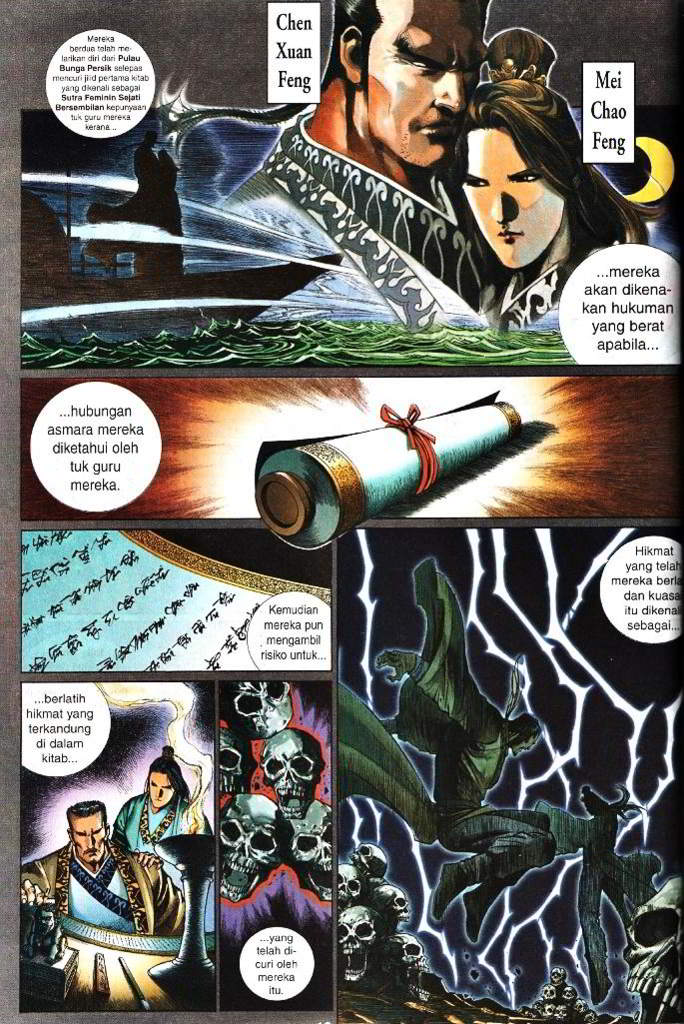 Mereka
berdua telah me-
larikan diri dari Pulau
Bunga Persik selepas
mencuri jilid pertama kitab
yang dikenali sebagai
Sutra Feminin Sejati
Bersembilan kepunyaan
tuk guru mereka
kerana...
Chen
Xuan
Feng
Mei
Chao
Feng
...mereka
akan dikena-
kan hukuman
yang berat
apabila...
...hubungan
asmara mereka
diketahui oleh
tuk guru
mereka.
Kemudian
mereka pun
mengambil
risiko untuk...
...berlatih
hikmat yang
terkandung
di dalam
kitab...
...yang
telah di-
curi oleh
mereka
itu.
Hikmat
yang telah
mereka
dan kuasa
itu dikenali
sebagai...